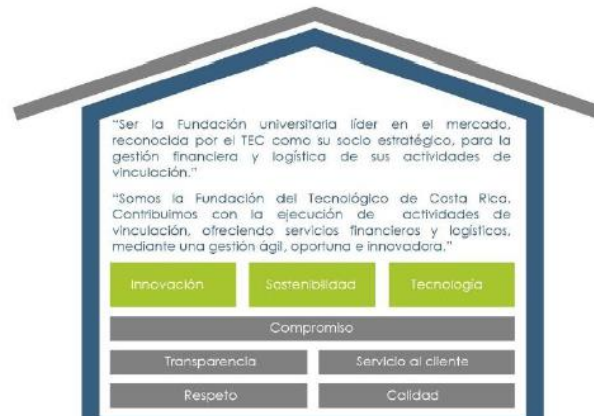 “Ser la Fundación universitaria líder en el mercado,
reconocida por el TEC como su socio estratégico, para la
gestión financiera y logística de sus actividades de
vinculación.”
“Somos la Fundación del Tecnológico de Costa Rica.
Contribuimos con la ejecución de actividades de
vinculación, ofreciendo servicios financieros y logísticos,
mediante una gestión ágil, oportuna e innovadora.”
Innovación Sostenibilidad Tecnología
Compromiso
Transparencia Servicio al cliente
Respeto Calidad